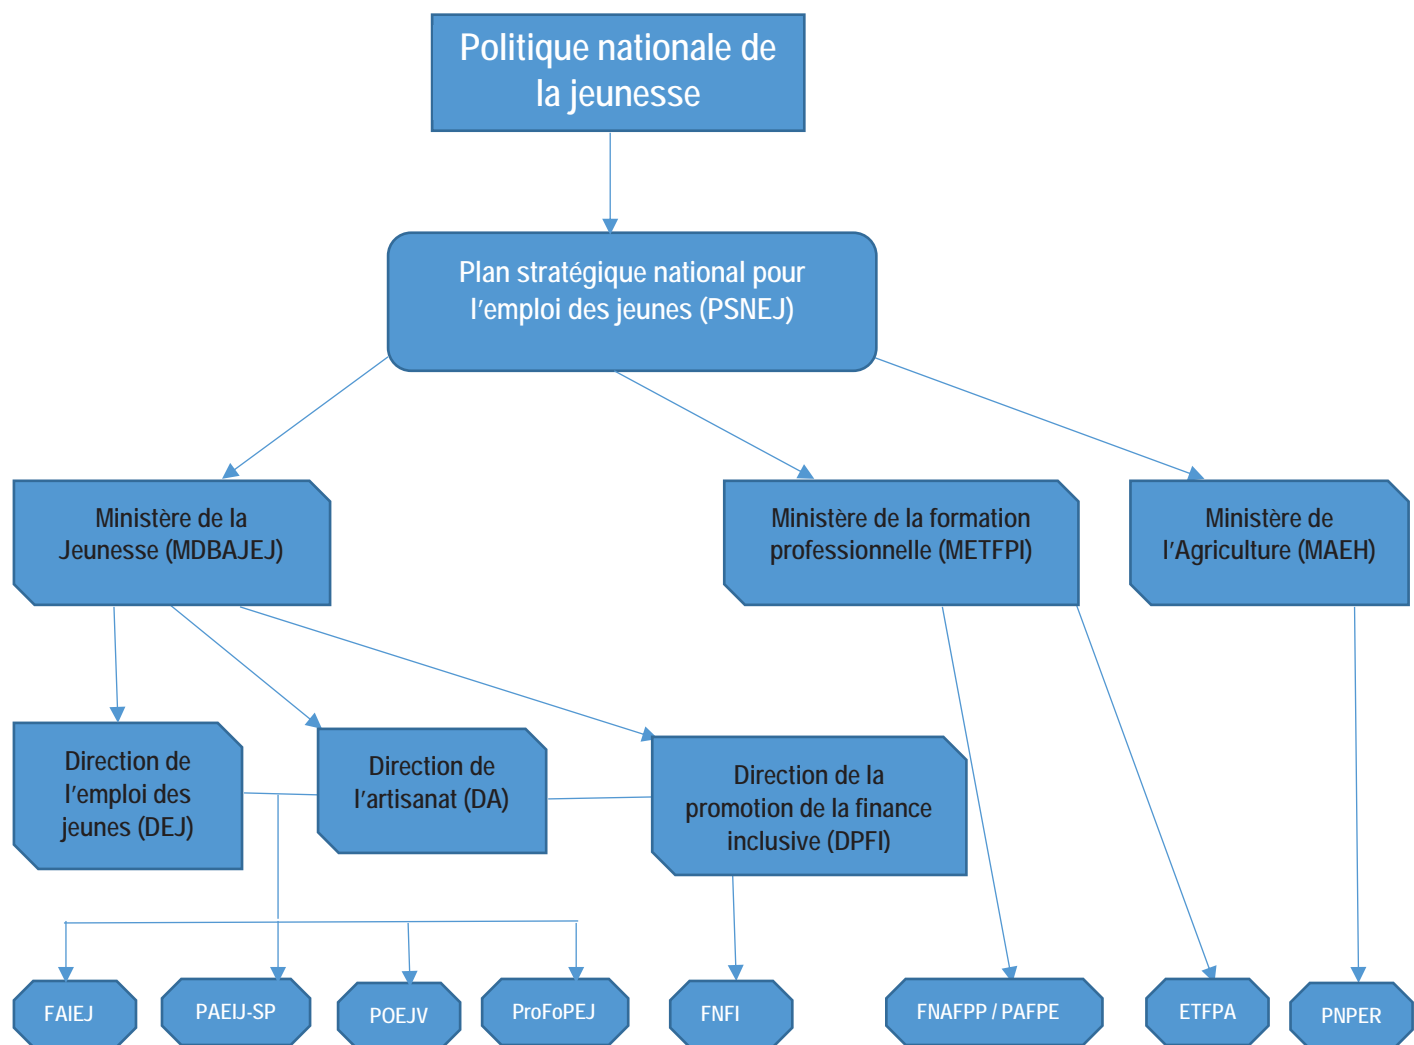 Politique nationale de
la jeunesse
Plan stratégique national pour
l'emploi des jeunes (PSNEJ)
Ministère de la
Jeunesse (MDBAJEJ)
Ministère de la formation
professionnelle (METFPI)
Ministère de
l'Agriculture (MAEH)
Direction de
l'emploi des
jeunes (DEJ)
Direction de
l'artisanat (DA)
Direction de la
promotion de la finance
inclusive (DPFI)
FAIEJ
PAEIJ-SP
POEJV
ProFoPEJ
FNFI
FNAFPP / PAFPE
ETFPA
PNPER